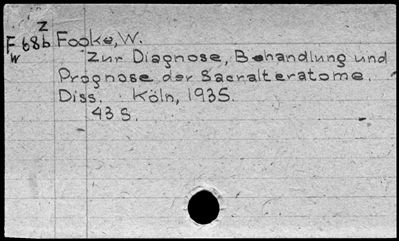 Z
F 68b Fooke, W.
W
Zur Diagnose, Behandlung und
Prognose der Sacralteratome.
Diss. Köln, 1935.
43 S.